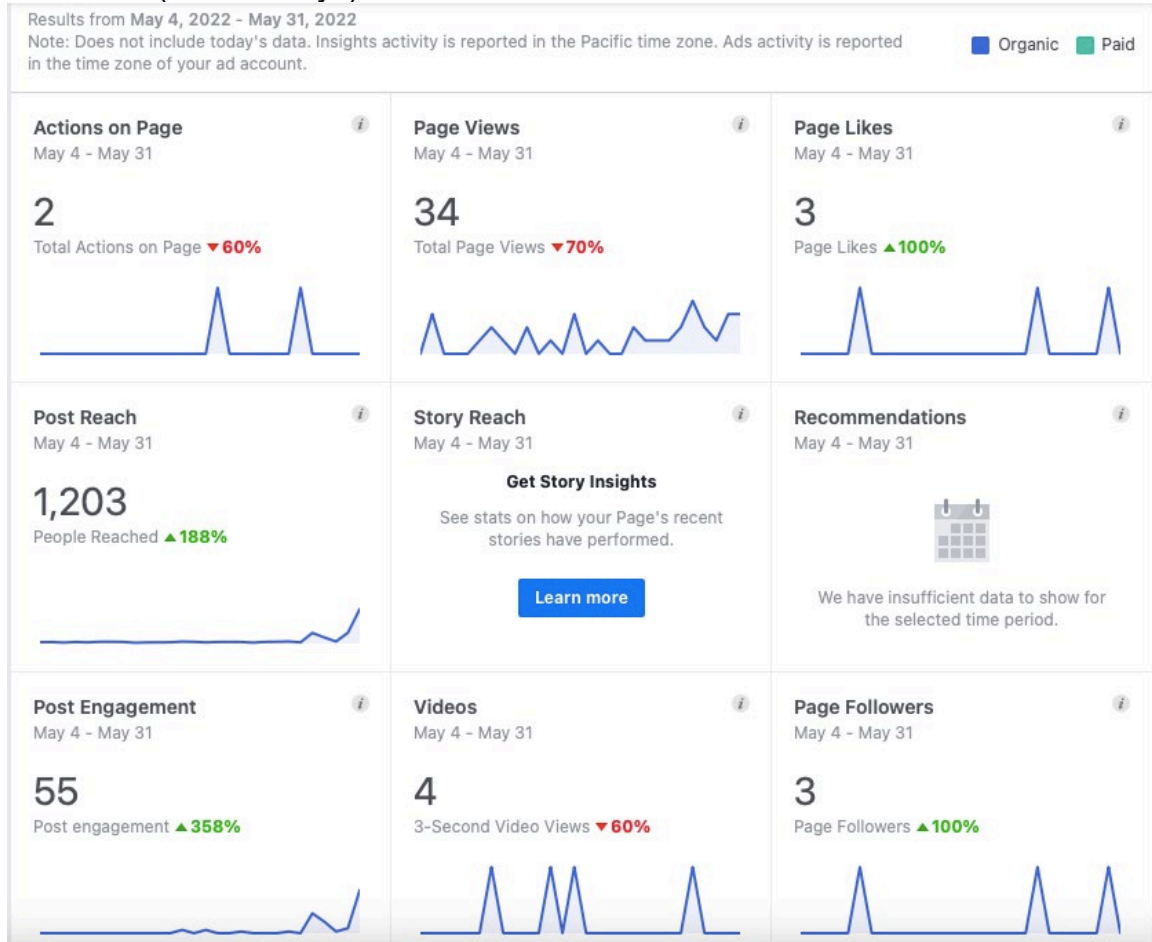 Results from May 4, 2022 - May 31, 2022
Note: Does not include today's data. Insights activity is reported in the Pacific time zone. Ads activity is reported
in the time zone of your ad account.
Organic Paid
Actions on Page
May 4 - May 31
2
Total Actions on Page ▼60%
Page Views
May 4 - May 31
34
Total Page Views ▼70%
Page Likes
May 4 - May 31
3
Page Likes ▲100%
Post Reach
May 4 - May 31
1,203
People Reached ▲188%
Story Reach
May 4 - May 31
Get Story Insights
See stats on how your Page's recent
stories have performed.
Learn more
Recommendations
May 4 - May 31
We have insufficient data to show for
the selected time period.
Post Engagement
May 4 - May 31
55
Post engagement ▲358%
Videos
May 4 - May 31
4
3-Second Video Views ▼60%
Page Followers
May 4 - May 31
3
Page Followers ▲100%